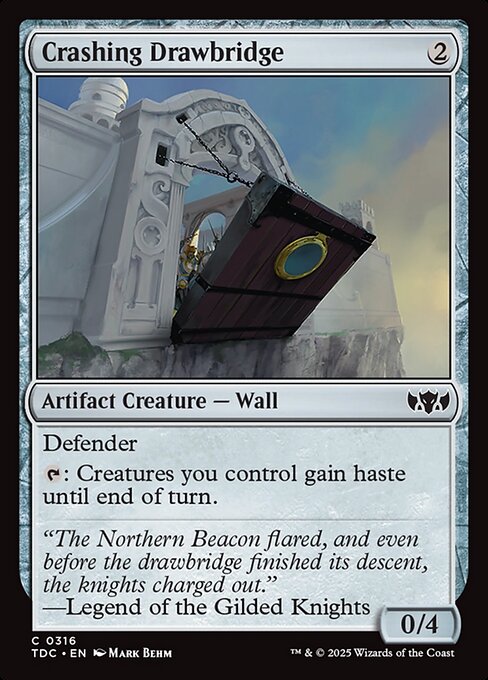 Crashing Drawbridge 2
Artifact Creature — Wall
Defender
: Creatures you control gain haste
until end of turn.
“The Northern Beacon flared, and even
before the drawbridge finished its descent,
the knights charged out.”
—Legend of the Gilded Knights
0/4
C 0316
TDC • EN Mark Behm
™ & © 2025 Wizards of the Coast